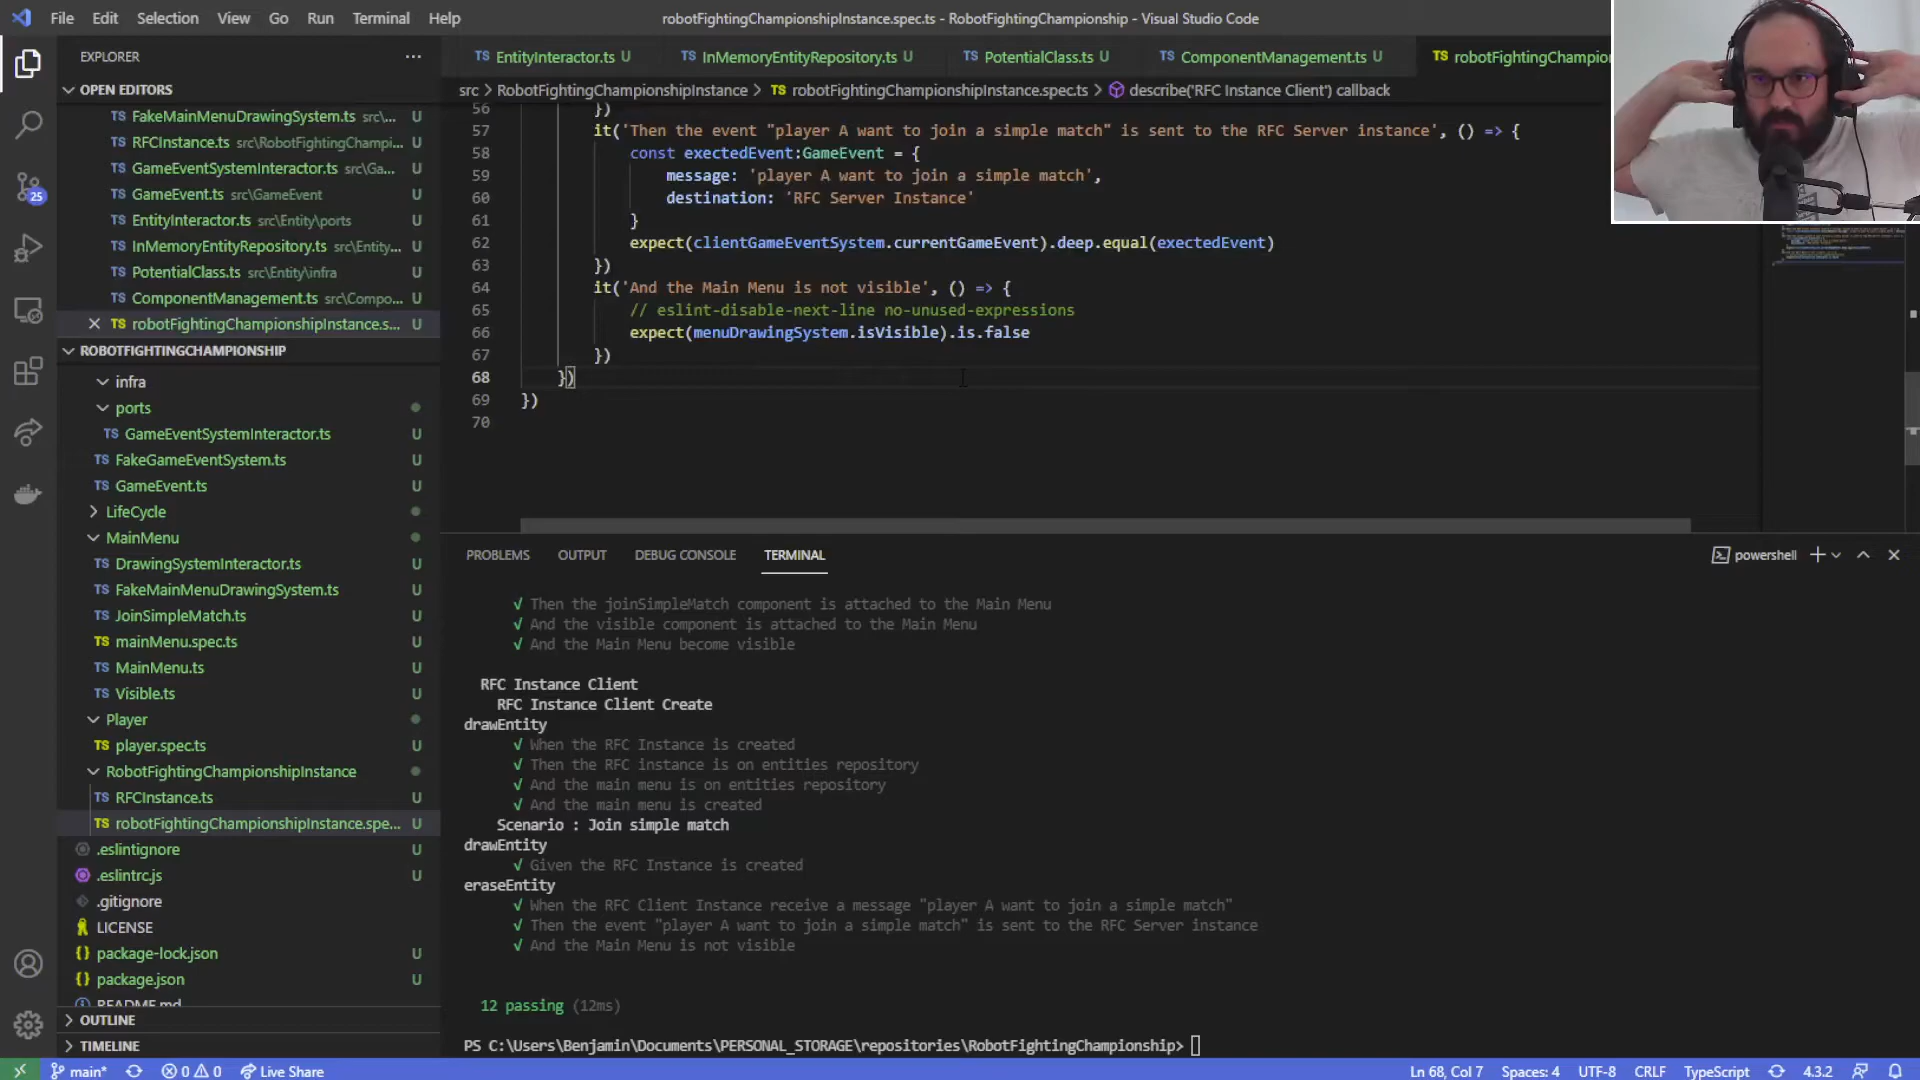 File Edit Selection View Go Run Terminal Help
robotFightingChampionshipInstance.spec.ts - RobotFightingChampionship - Visual Studio Code
EXPLORER
TS EntityInteractor.ts U
TS InMemoryEntityRepository.ts U
TS PotentialClass.ts U
TS ComponentManagement.ts U
TS robotFightingChampio
OPEN EDITORS
src > RobotFightingChampionshipInstance > TS robotFightingChampionshipInstance.spec.ts > describe('RFC Instance Client') callback
TS FakeMainMenuDrawingSystem.ts src\... U
TS RFCInstance.ts src\RobotFightingChampi... U
TS GameEventSystemInteractor.ts src\Ga... U
TS GameEvent.ts src\GameEvent U
TS EntityInteractor.ts src\Entity\ports U
TS InMemoryEntityRepository.ts src\Entity... U
TS PotentialClass.ts src\Entity\infra U
TS ComponentManagement.ts src\Compo... U
TS robotFightingChampionshipInstance.s... U
ROBOTFIGHTINGCHAMPIONSHIP
infra
ports
TS GameEventSystemInteractor.ts U
TS FakeGameEventSystem.ts U
TS GameEvent.ts U
LifeCycle
MainMenu
TS DrawingSystemInteractor.ts U
TS FakeMainMenuDrawingSystem.ts U
TS JoinSimpleMatch.ts U
TS mainMenu.spec.ts U
TS MainMenu.ts U
TS Visible.ts U
Player
TS player.spec.ts U
RobotFightingChampionshipInstance
TS RFCInstance.ts U
TS robotFightingChampionshipInstance.spe... U
.eslintignore U
.eslintrc.js U
.gitignore
LICENSE
{} package-lock.json U
{} package.json U
README.md
OUTLINE
TIMELINE
25
56 })
57 it('Then the event "player A want to join a simple match" is sent to the RFC Server instance', () => {
58 const exectedEvent:GameEvent = {
59 message: 'player A want to join a simple match',
60 destination: 'RFC Server Instance'
61 }
62 expect(clientGameEventSystem.currentGameEvent).deep.equal(exectedEvent)
63 })
64 it('And the Main Menu is not visible', () => {
65 // eslint-disable-next-line no-unused-expressions
66 expect(menuDrawingSystem.isVisible).is.false
67 })
68 })
69 })
70
PROBLEMS OUTPUT DEBUG CONSOLE TERMINAL
powershell
√ Then the joinSimpleMatch component is attached to the Main Menu
√ And the visible component is attached to the Main Menu
√ And the Main Menu become visible
RFC Instance Client
RFC Instance Client Create
drawEntity
√ When the RFC Instance is created
√ Then the RFC instance is on entities repository
√ And the main menu is on entities repository
√ And the main menu is created
Scenario : Join simple match
drawEntity
√ Given the RFC Instance is created
eraseEntity
√ When the RFC Client Instance receive a message "player A want to join a simple match"
√ Then the event "player A want to join a simple match" is sent to the RFC Server instance
√ And the Main Menu is not visible
12 passing (12ms)
PS C:\Users\Benjamin\Documents\PERSONAL_STORAGE\repositories\RobotFightingChampionship>
main* 0 0 Live Share
Ln 68, Col 7 Spaces: 4 UTF-8 CRLF TypeScript 4.3.2